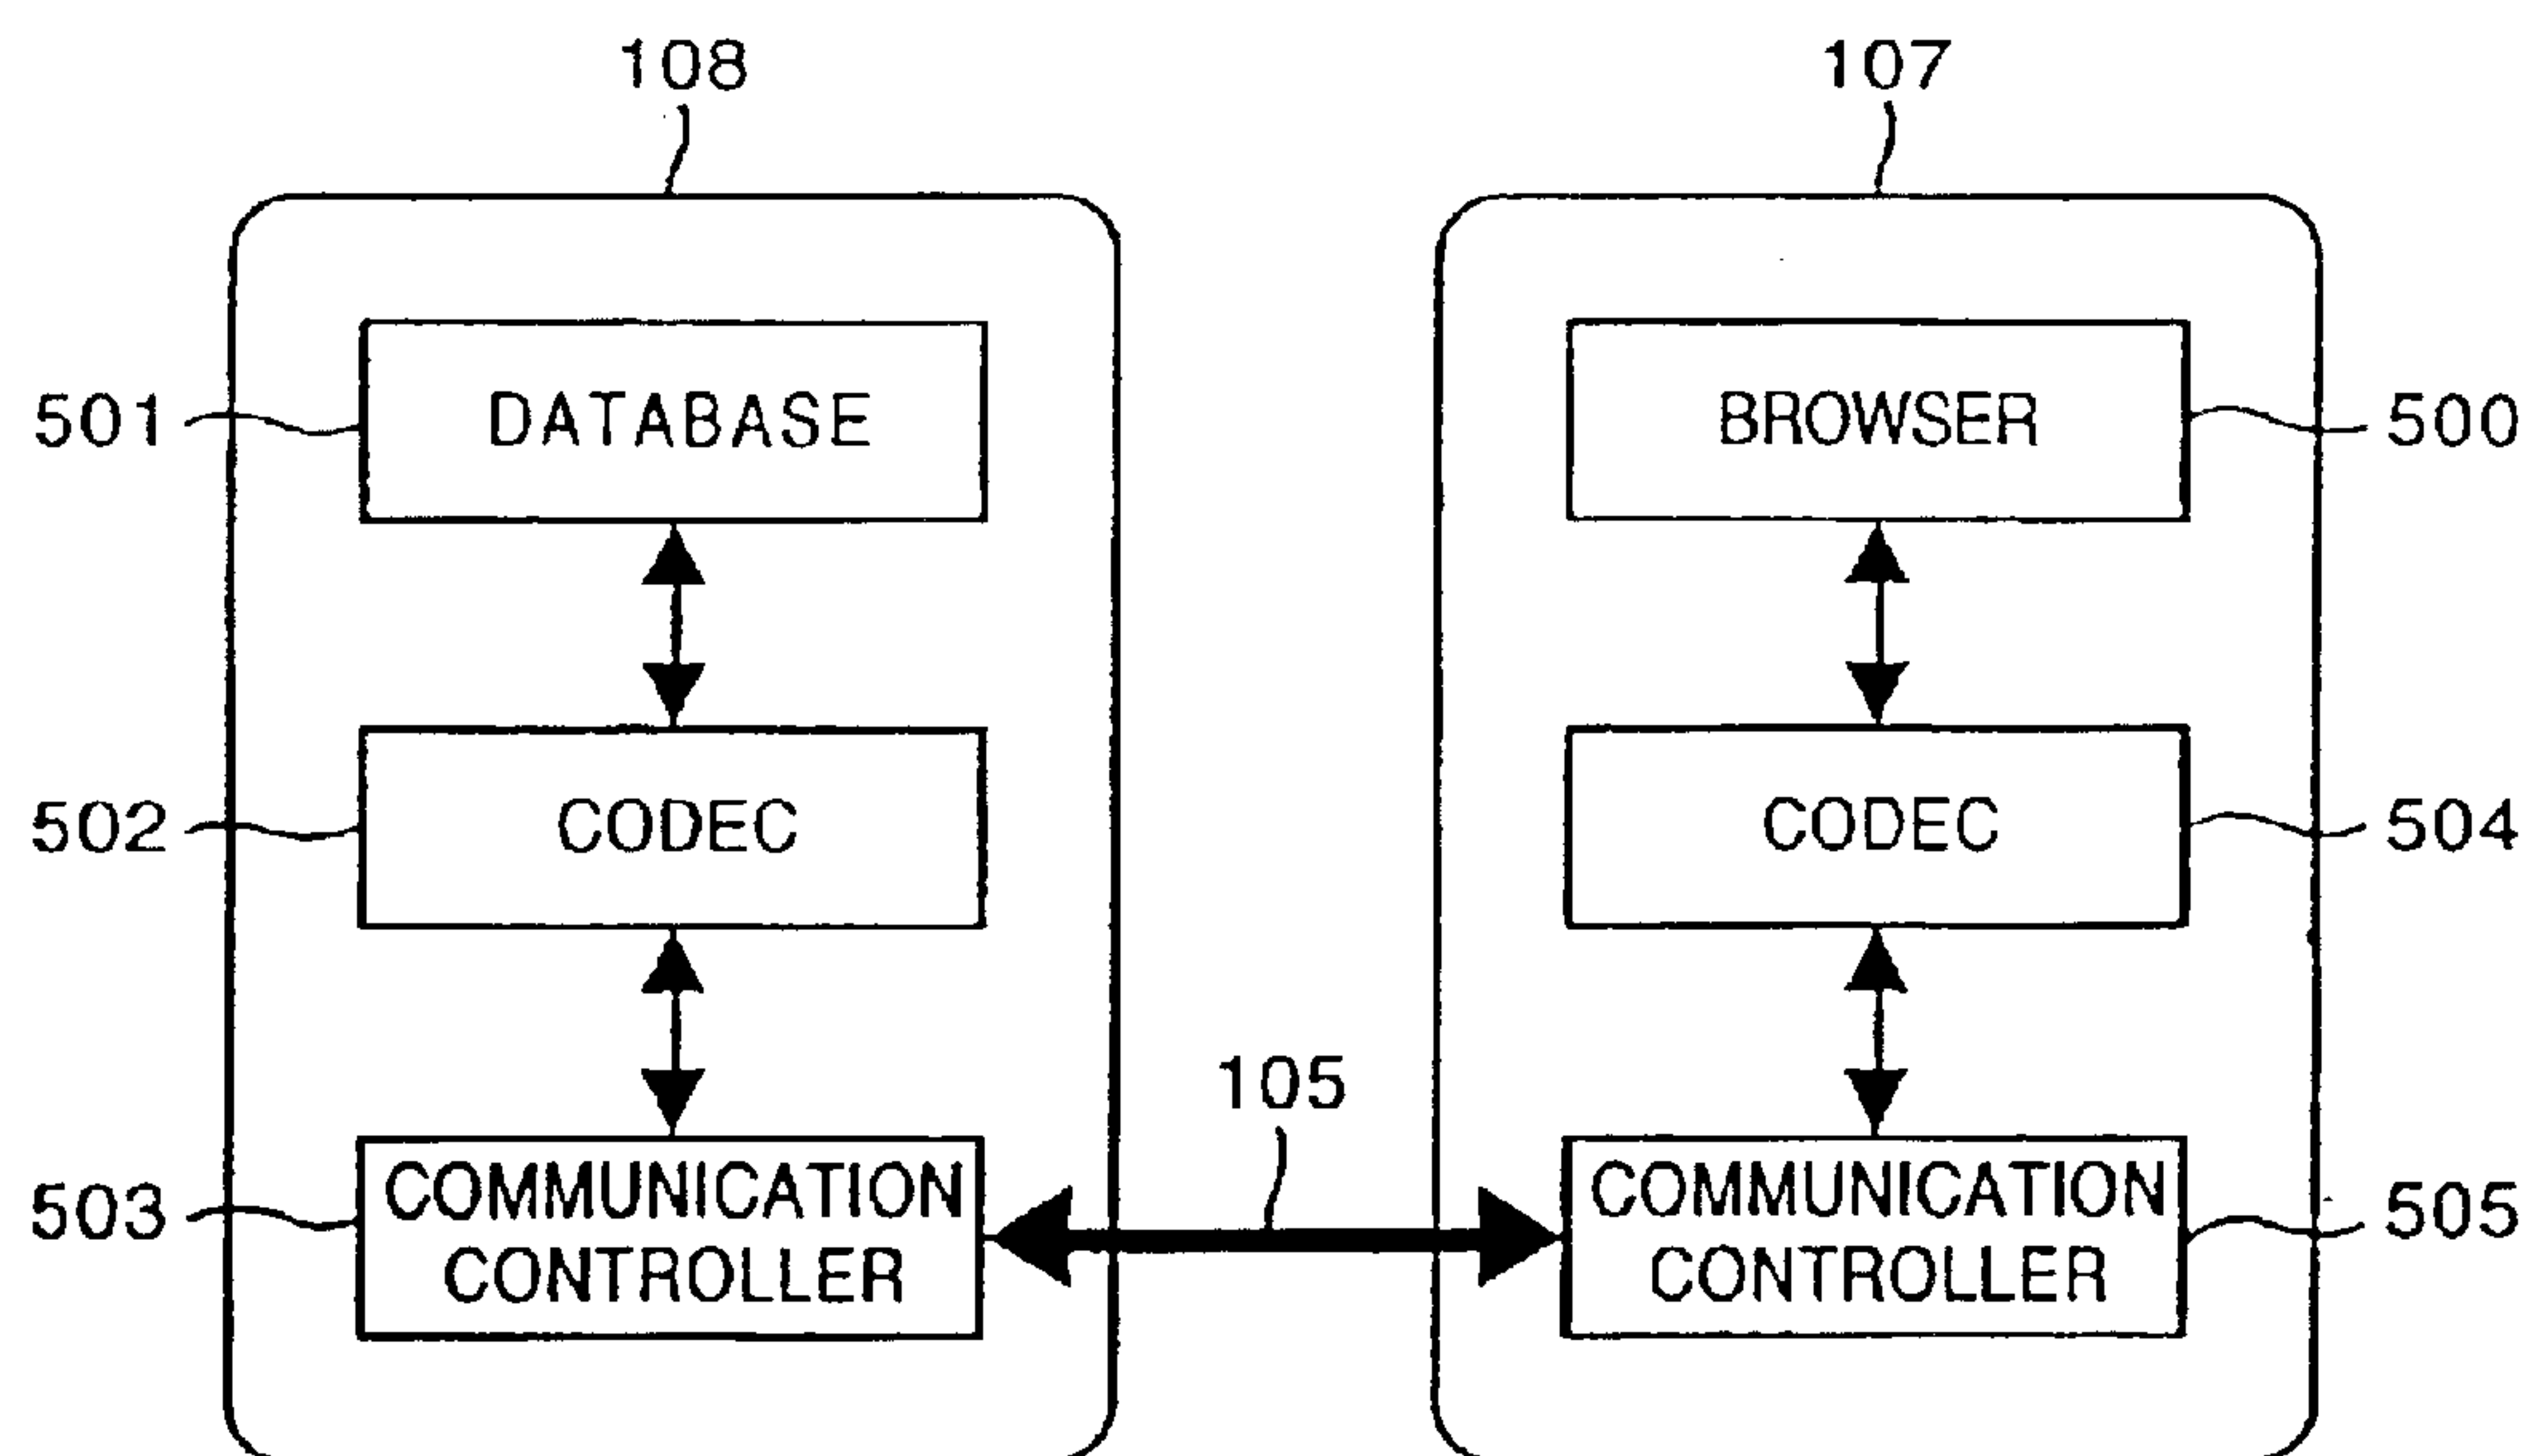 108
107
501
DATABASE
BROWSER
500
502
CODEC
CODEC
504
105
503
COMMUNICATION
CONTROLLER
COMMUNICATION
CONTROLLER
505